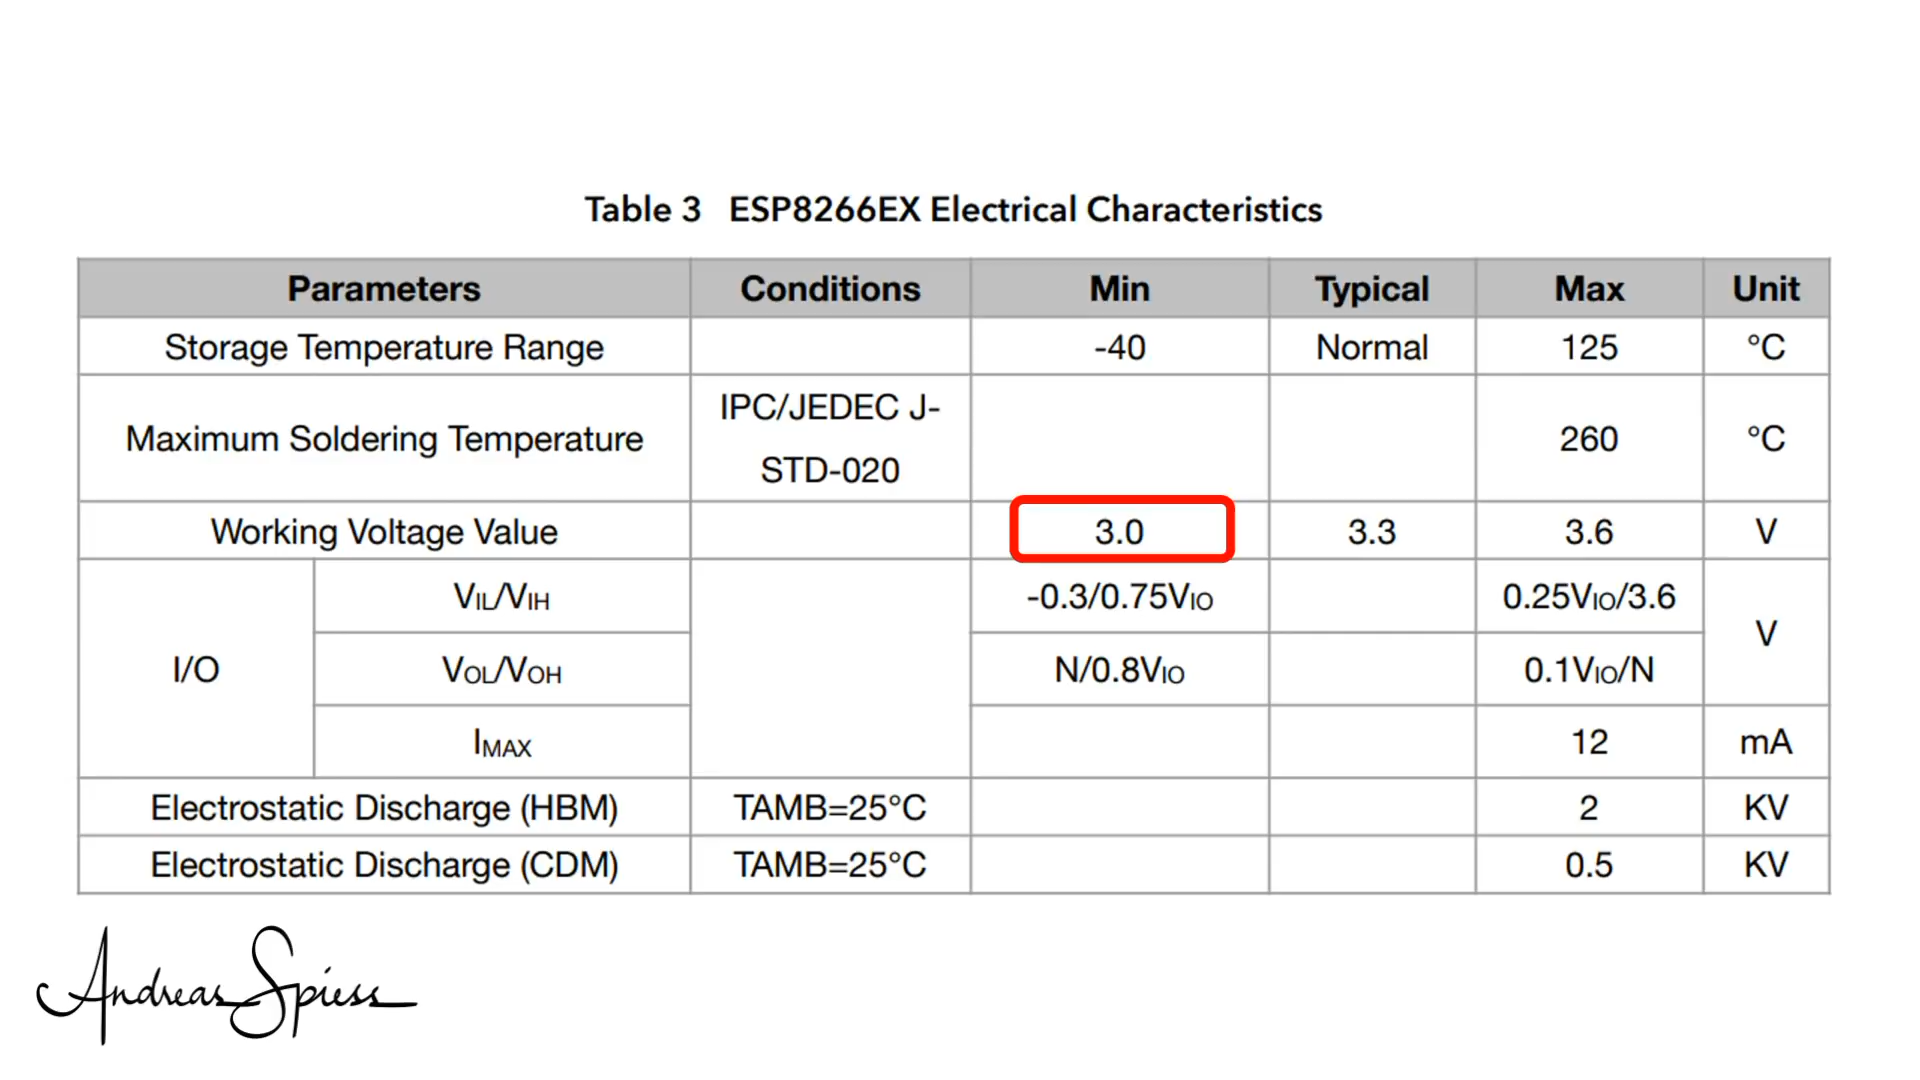 Table 3 ESP8266EX Electrical Characteristics
Parameters Conditions Min Typical Max Unit
Storage Temperature Range -40 Normal 125 °C
Maximum Soldering Temperature IPC/JEDEC J-STD-020 260 °C
Working Voltage Value 3.0 3.3 3.6 V
I/O VIL/VIH -0.3/0.75VIO 0.25VIO/3.6 V
VOL/VOH N/0.8VIO 0.1VIO/N
IMAX 12 mA
Electrostatic Discharge (HBM) TAMB=25°C 2 KV
Electrostatic Discharge (CDM) TAMB=25°C 0.5 KV
Andreas Spiess